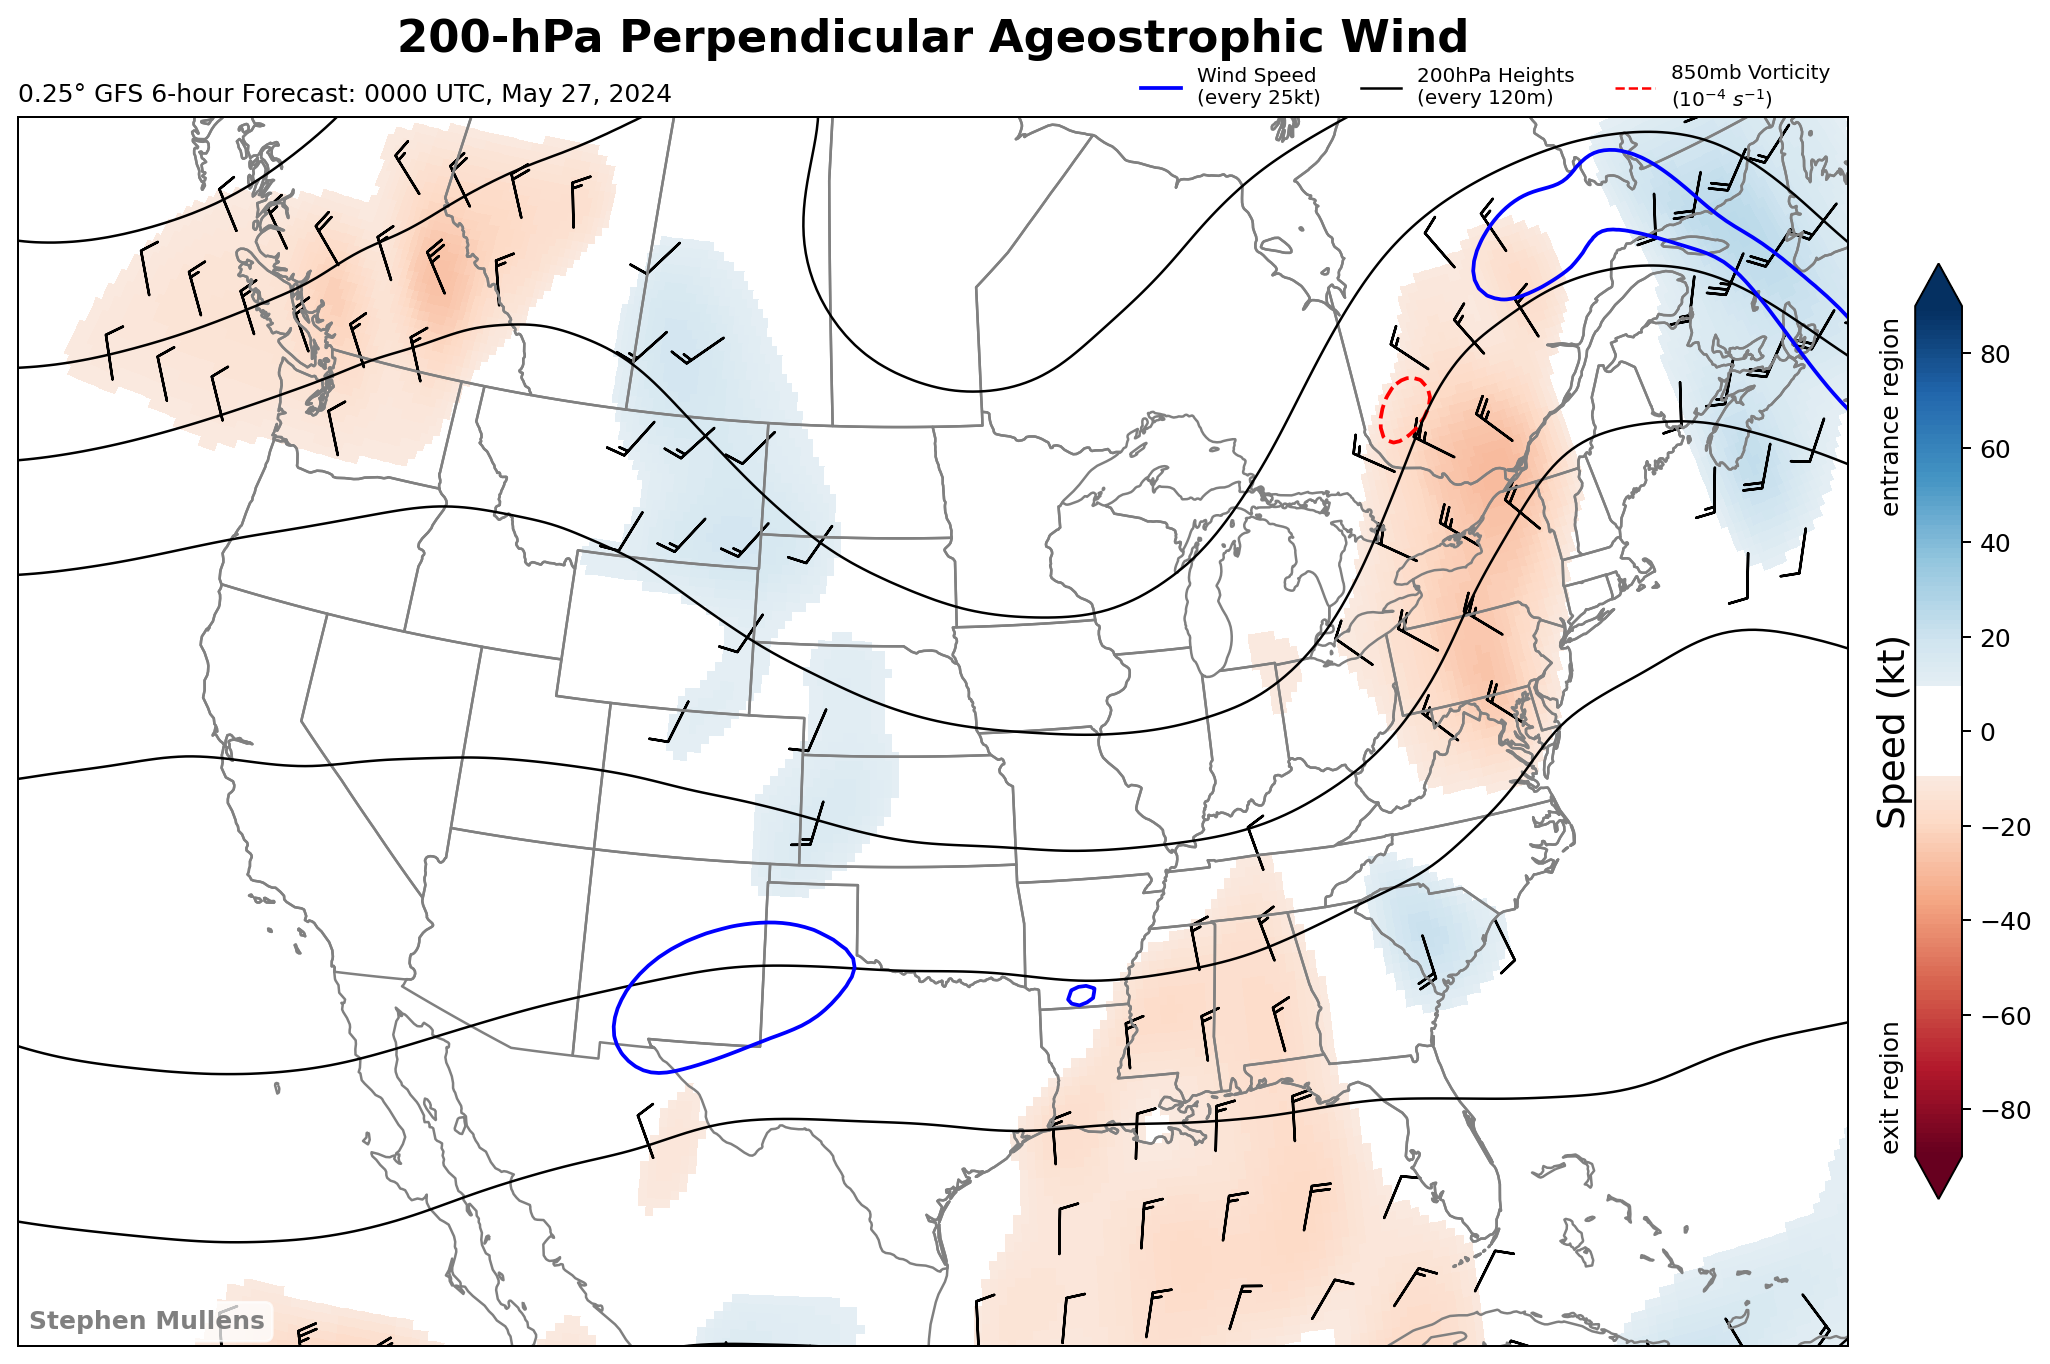 200-hPa Perpendicular Ageostrophic Wind
0.25° GFS 6-hour Forecast: 0000 UTC, May 27, 2024
Wind Speed
(every 25kt)
200hPa Heights
(every 120m)
850mb Vorticity
(10⁻⁴ s⁻¹)
entrance region
Speed (kt)
exit region
80
60
40
20
0
−20
−40
−60
−80
Stephen Mullens